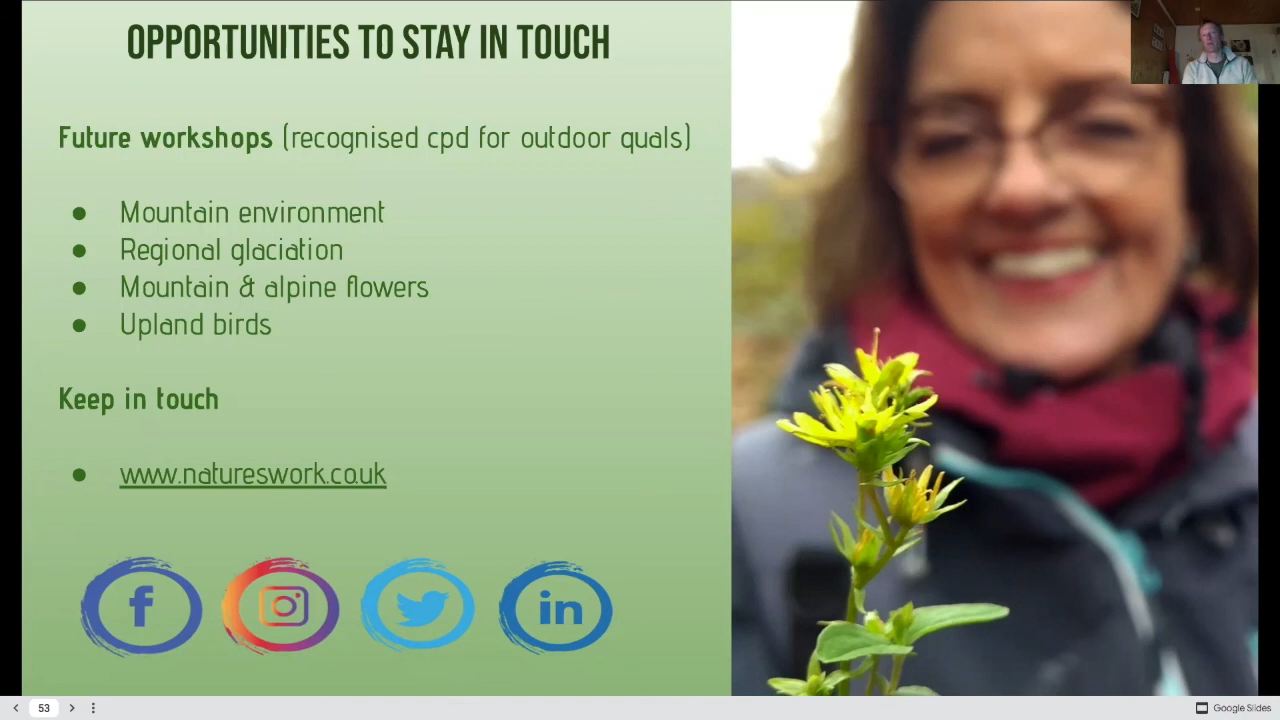 OPPORTUNITIES TO STAY IN TOUCH
Future workshops (recognised cpd for outdoor quals)
● Mountain environment
● Regional glaciation
● Mountain & alpine flowers
● Upland birds
Keep in touch
● www.natureswork.co.uk
f in
53 Google Slides